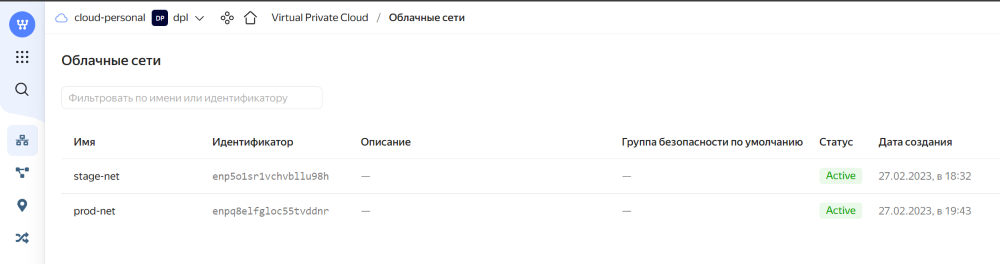 cloud-personal DP dpl Virtual Private Cloud / Облачные сети
Облачные сети
Фильтровать по имени или идентификатору
Имя Идентификатор Описание Группа безопасности по умолчанию Статус Дата создания
stage-net enp5o1sr1vchvbllu98h — — Active 27.02.2023, в 18:32
prod-net enpq8elfgloc55tvddnr — — Active 27.02.2023, в 19:43